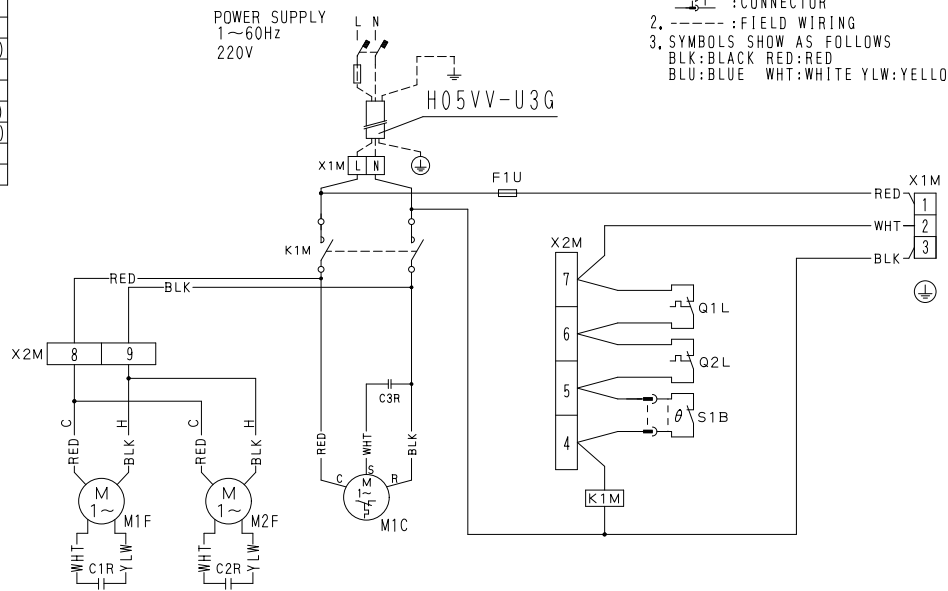 POWER SUPPLY
1~60Hz
220V
L N
H05VV-U3G
:CONNECTOR
2. ------ :FIELD WIRING
3. SYMBOLS SHOW AS FOLLOWS
BLK:BLACK RED:RED
BLU:BLUE WHT:WHITE YLW:YELLO
)
)
)
X1M L N
F1U
K1M
RED
BLK
X2M 8 9
C H C H
RED BLK RED BLK
M
1~
M1F
M
1~
M2F
WHT C1R YLW
WHT C2R YLW
C3R
RED WHT BLK
C S R
M
1~
M1C
X1M
RED 1
WHT 2
BLK 3
X2M
7
6
5
4
Q1L
Q2L
θ S1B
K1M